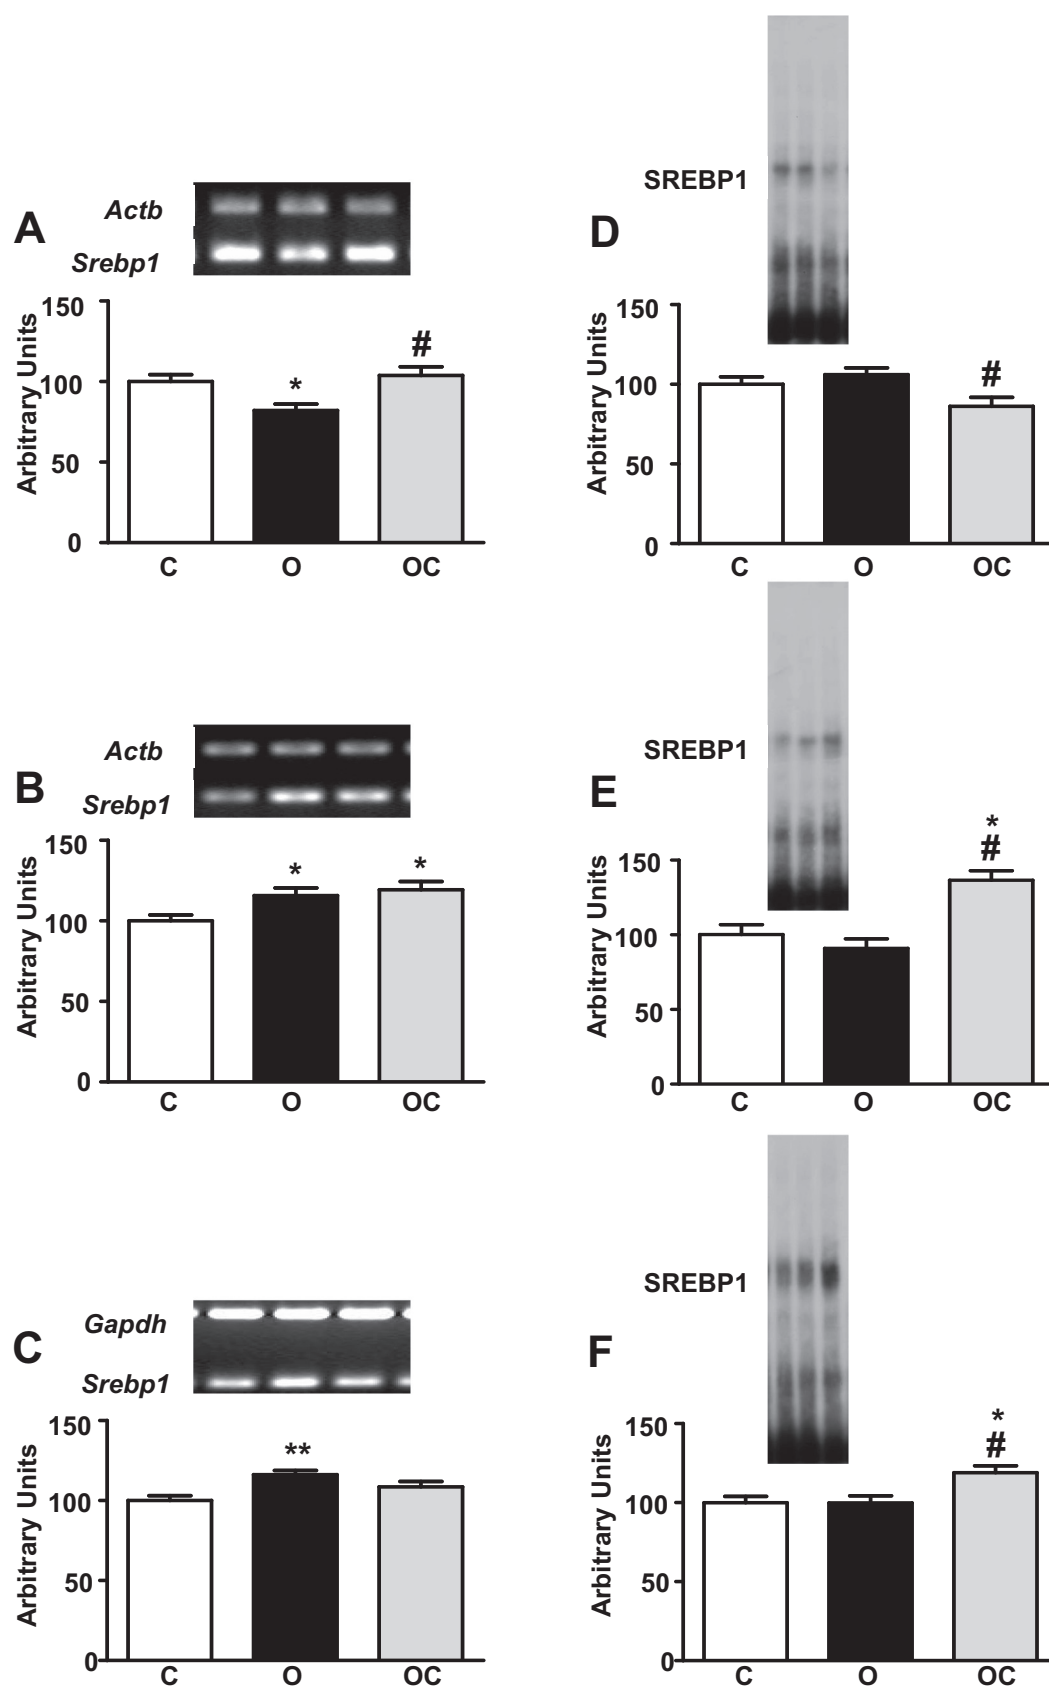 A
Actb
Srebp1
Arbitrary Units
150
100
50
0
*
#
C O OC
D
SREBP1
Arbitrary Units
150
100
50
0
#
C O OC
B
Actb
Srebp1
Arbitrary Units
150
100
50
0
*
*
C O OC
E
SREBP1
Arbitrary Units
150
100
50
0
*
#
C O OC
C
Gapdh
Srebp1
Arbitrary Units
150
100
50
0
**
C O OC
F
SREBP1
Arbitrary Units
150
100
50
0
*
#
C O OC